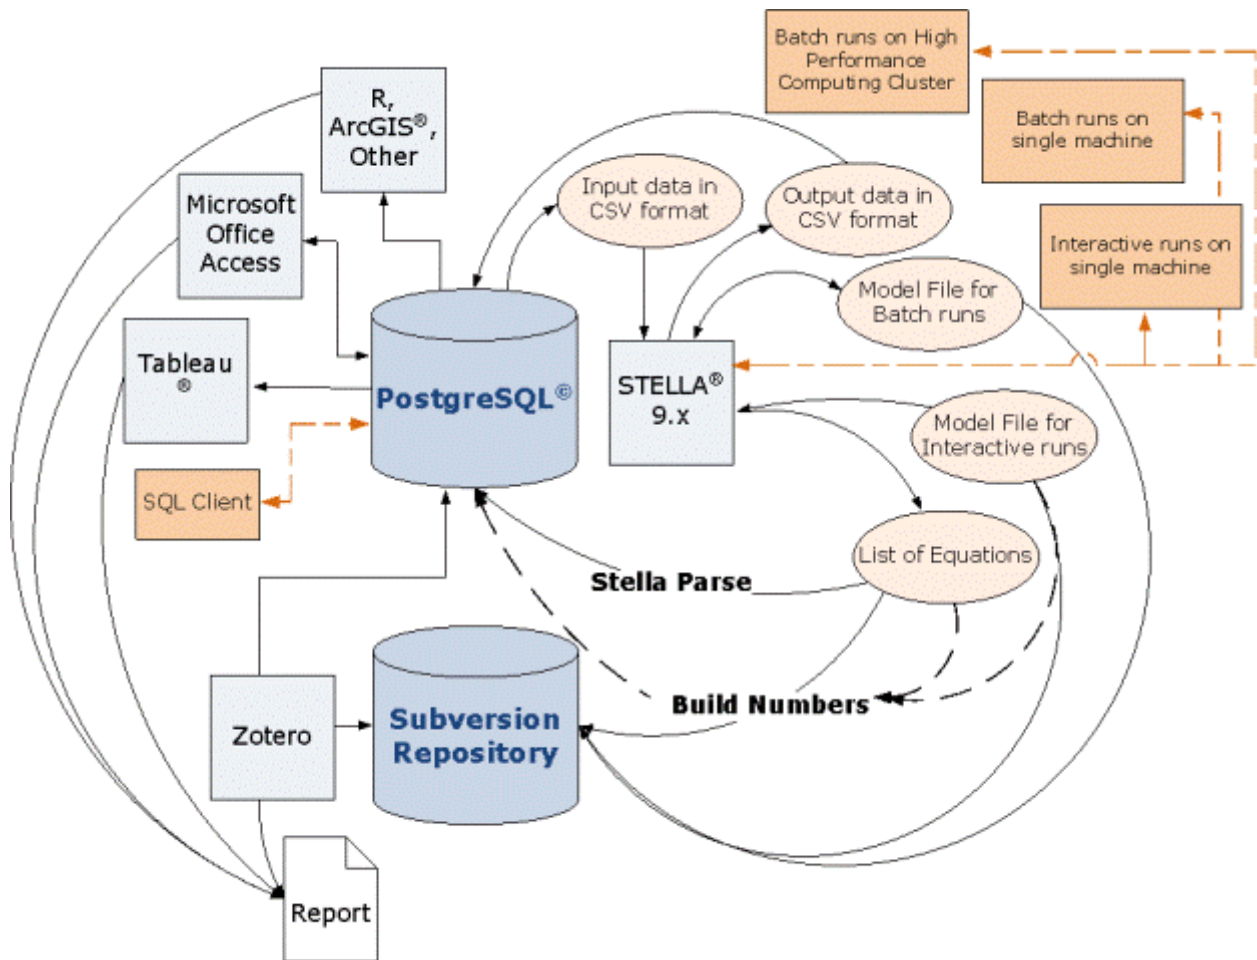 Batch runs on High
Performance
Computing Cluster
R,
ArcGIS®,
Other
Batch runs on
single machine
Input data in
CSV format
Output data in
CSV format
Microsoft
Office
Access
Interactive runs on
single machine
Model File for
Batch runs
Tableau
®
PostgreSQL©
STELLA®
9.x
Model File for
Interactive runs
SQL Client
List of Equations
Stella Parse
Build Numbers
Subversion
Repository
Zotero
Report